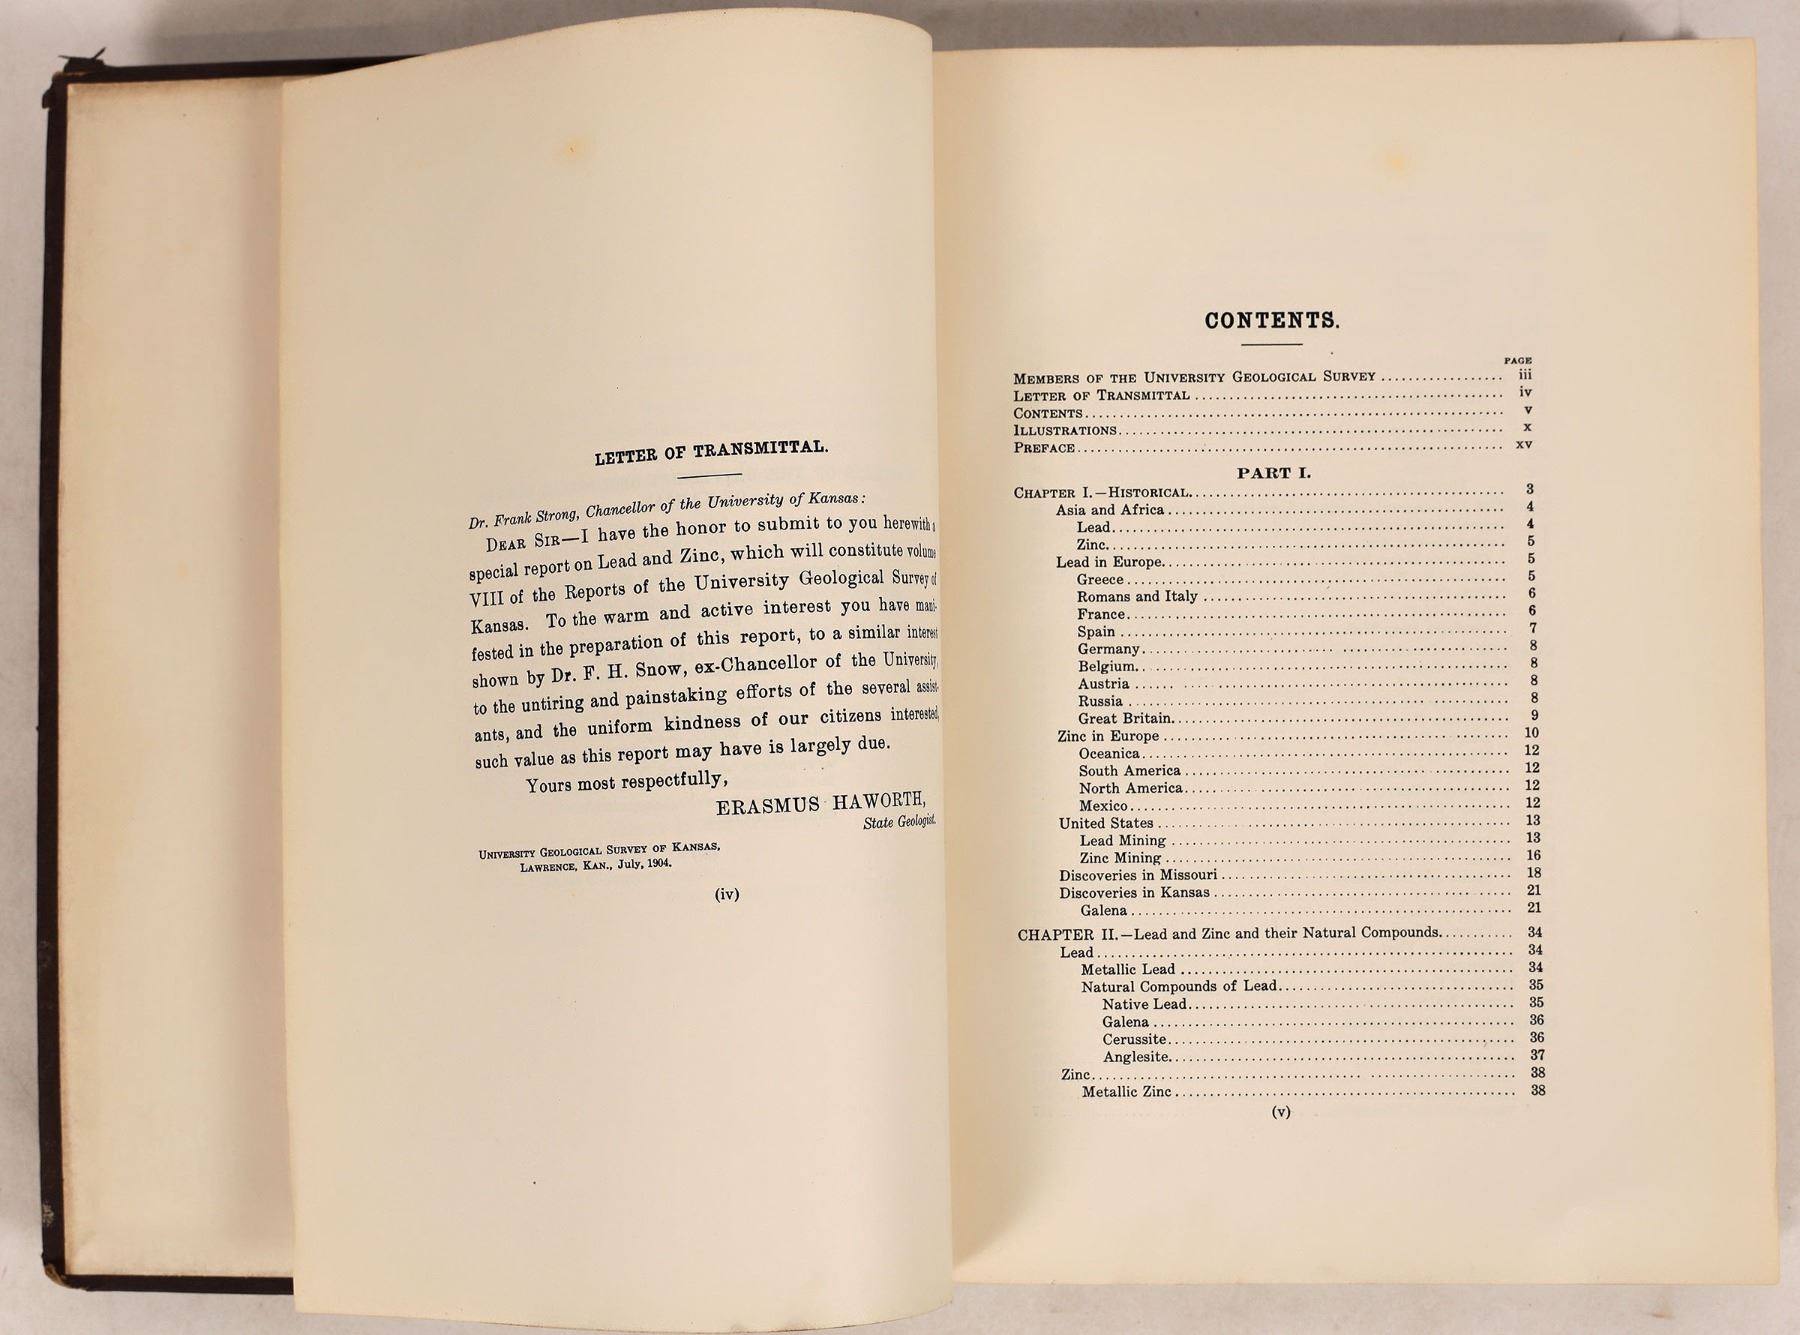 LETTER OF TRANSMITTAL.
Dr. Frank Strong, Chancellor of the University of Kansas:
DEAR SIR—I have the honor to submit to you herewith a
special report on Lead and Zinc, which will constitute volume
VIII of the Reports of the University Geological Survey of
Kansas. To the warm and active interest you have mani-
fested in the preparation of this report, to a similar interest
shown by Dr. F. H. Snow, ex-Chancellor of the University,
to the untiring and painstaking efforts of the several assist-
ants, and the uniform kindness of our citizens interested,
such value as this report may have is largely due.
Yours most respectfully,
ERASMUS HAWORTH,
State Geologist.
UNIVERSITY GEOLOGICAL SURVEY OF KANSAS,
LAWRENCE, KAN., July, 1904.
(iv)
CONTENTS.
PAGE
MEMBERS OF THE UNIVERSITY GEOLOGICAL SURVEY .................. iii
LETTER OF TRANSMITTAL .................. iv
CONTENTS .................. v
ILLUSTRATIONS .................. x
PREFACE .................. xv
PART I.
CHAPTER I.—HISTORICAL .................. 3
Asia and Africa .................. 4
Lead .................. 4
Zinc .................. 5
Lead in Europe .................. 5
Greece .................. 5
Romans and Italy .................. 6
France .................. 6
Spain .................. 7
Germany .................. 8
Belgium .................. 8
Austria .................. 8
Russia .................. 8
Great Britain .................. 9
Zinc in Europe .................. 10
Oceanica .................. 12
South America .................. 12
North America .................. 12
Mexico .................. 12
United States .................. 13
Lead Mining .................. 13
Zinc Mining .................. 16
Discoveries in Missouri .................. 18
Discoveries in Kansas .................. 21
Galena .................. 21
CHAPTER II.—Lead and Zinc and their Natural Compounds .................. 34
Lead .................. 34
Metallic Lead .................. 34
Natural Compounds of Lead .................. 35
Native Lead .................. 35
Galena .................. 36
Cerussite .................. 36
Anglesite .................. 37
Zinc .................. 38
Metallic Zinc .................. 38
(v)